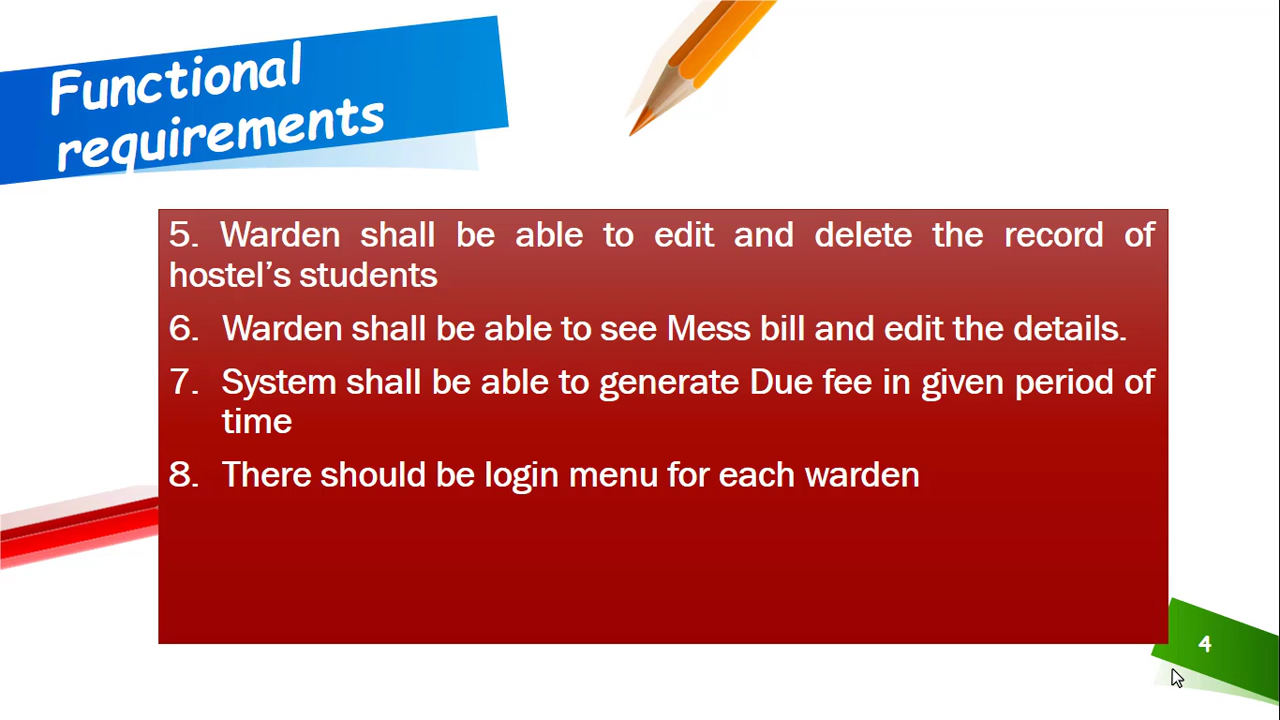 Functional
requirements
5. Warden shall be able to edit and delete the record of
hostel’s students
6. Warden shall be able to see Mess bill and edit the details.
7. System shall be able to generate Due fee in given period of
time
8. There should be login menu for each warden
4